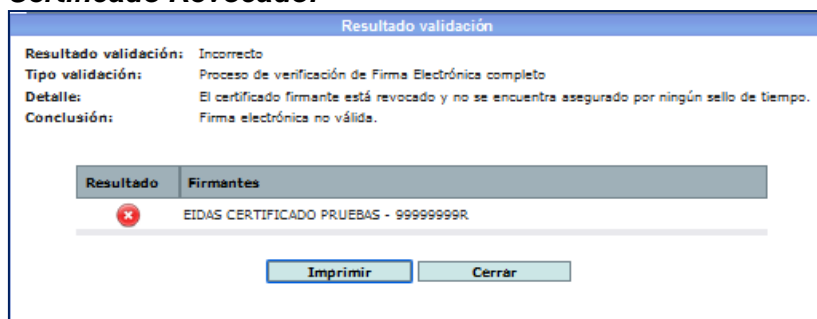 Certificado Revocado:
Resultado validación
Resultado validación: Incorrecto
Tipo validación: Proceso de verificación de Firma Electrónica completo
Detalle: El certificado firmante está revocado y no se encuentra asegurado por ningún sello de tiempo.
Conclusión: Firma electrónica no válida.
Resultado Firmantes
EIDAS CERTIFICADO PRUEBAS - 99999999R
Imprimir Cerrar